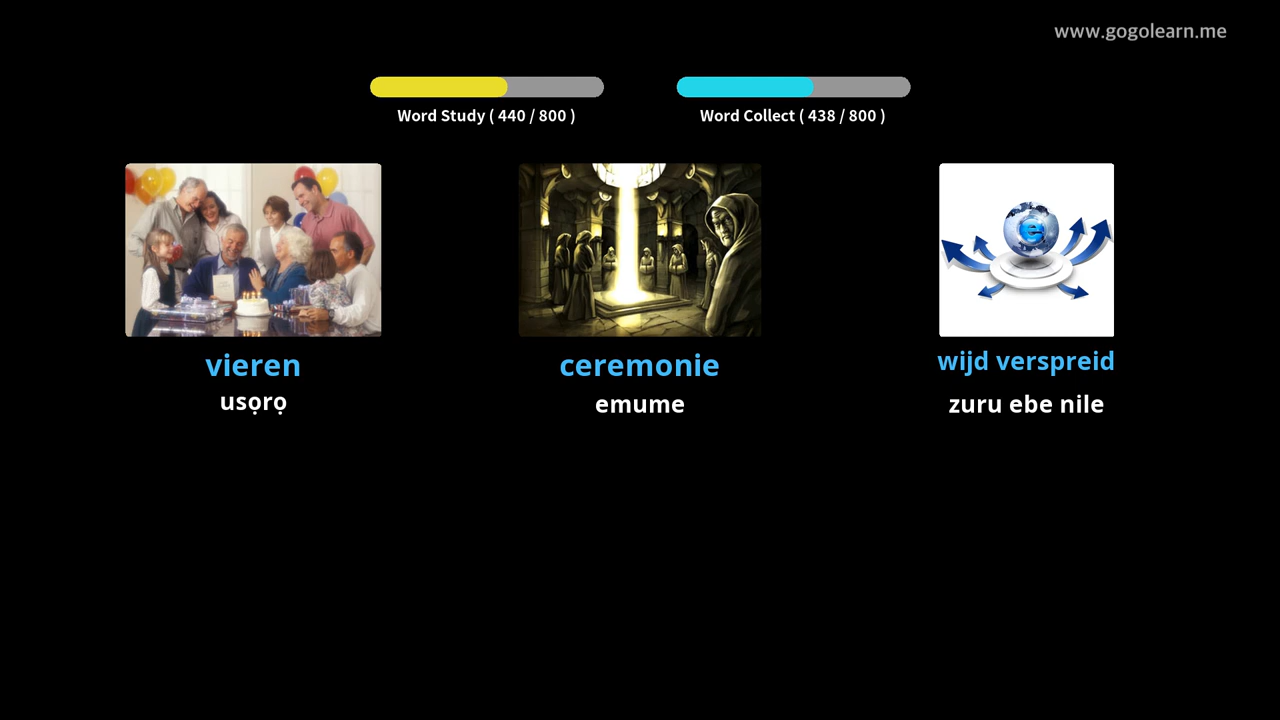 www.gogolearn.me
Word Study ( 440 / 800 )
Word Collect ( 438 / 800 )
vieren
ceremonie
wijd verspreid
usọrọ
emume
zuru ebe nile